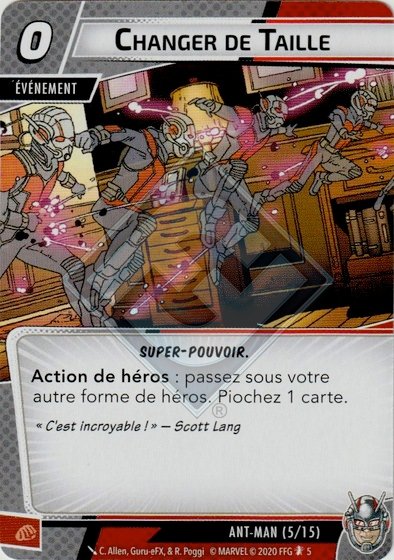 0
CHANGER DE TAILLE
ÉVÉNEMENT
SUPER-POUVOIR.
Action de héros : passez sous votre
autre forme de héros. Piochez 1 carte.
« C'est incroyable ! » – Scott Lang
®
ANT-MAN (5/15)
C. Allen, Guru-eFX, & R. Poggi © MARVEL © 2020 FFG 5